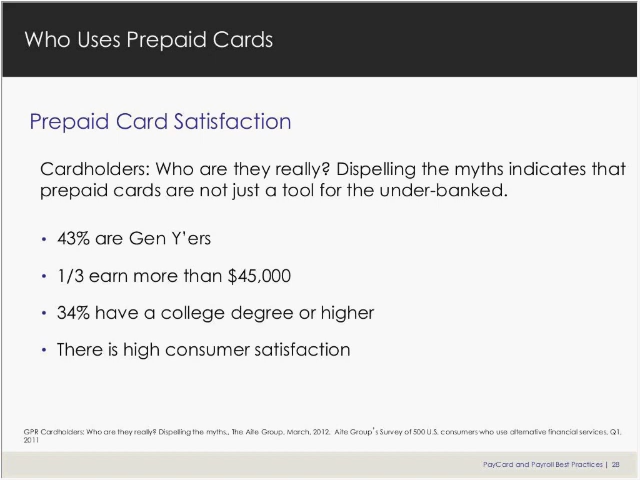 Who Uses Prepaid Cards
Prepaid Card Satisfaction
Cardholders: Who are they really? Dispelling the myths indicates that
prepaid cards are not just a tool for the under-banked.
• 43% are Gen Y'ers
• 1/3 earn more than $45,000
• 34% have a college degree or higher
• There is high consumer satisfaction
GPR Cardholders: Who are they really? Dispelling the myths,. The Aite Group, March, 2012. Aite Group's Survey of 500 U.S. consumers who use alternative financial services, Q1,
2011
PayCard and Payroll Best Practices | 28